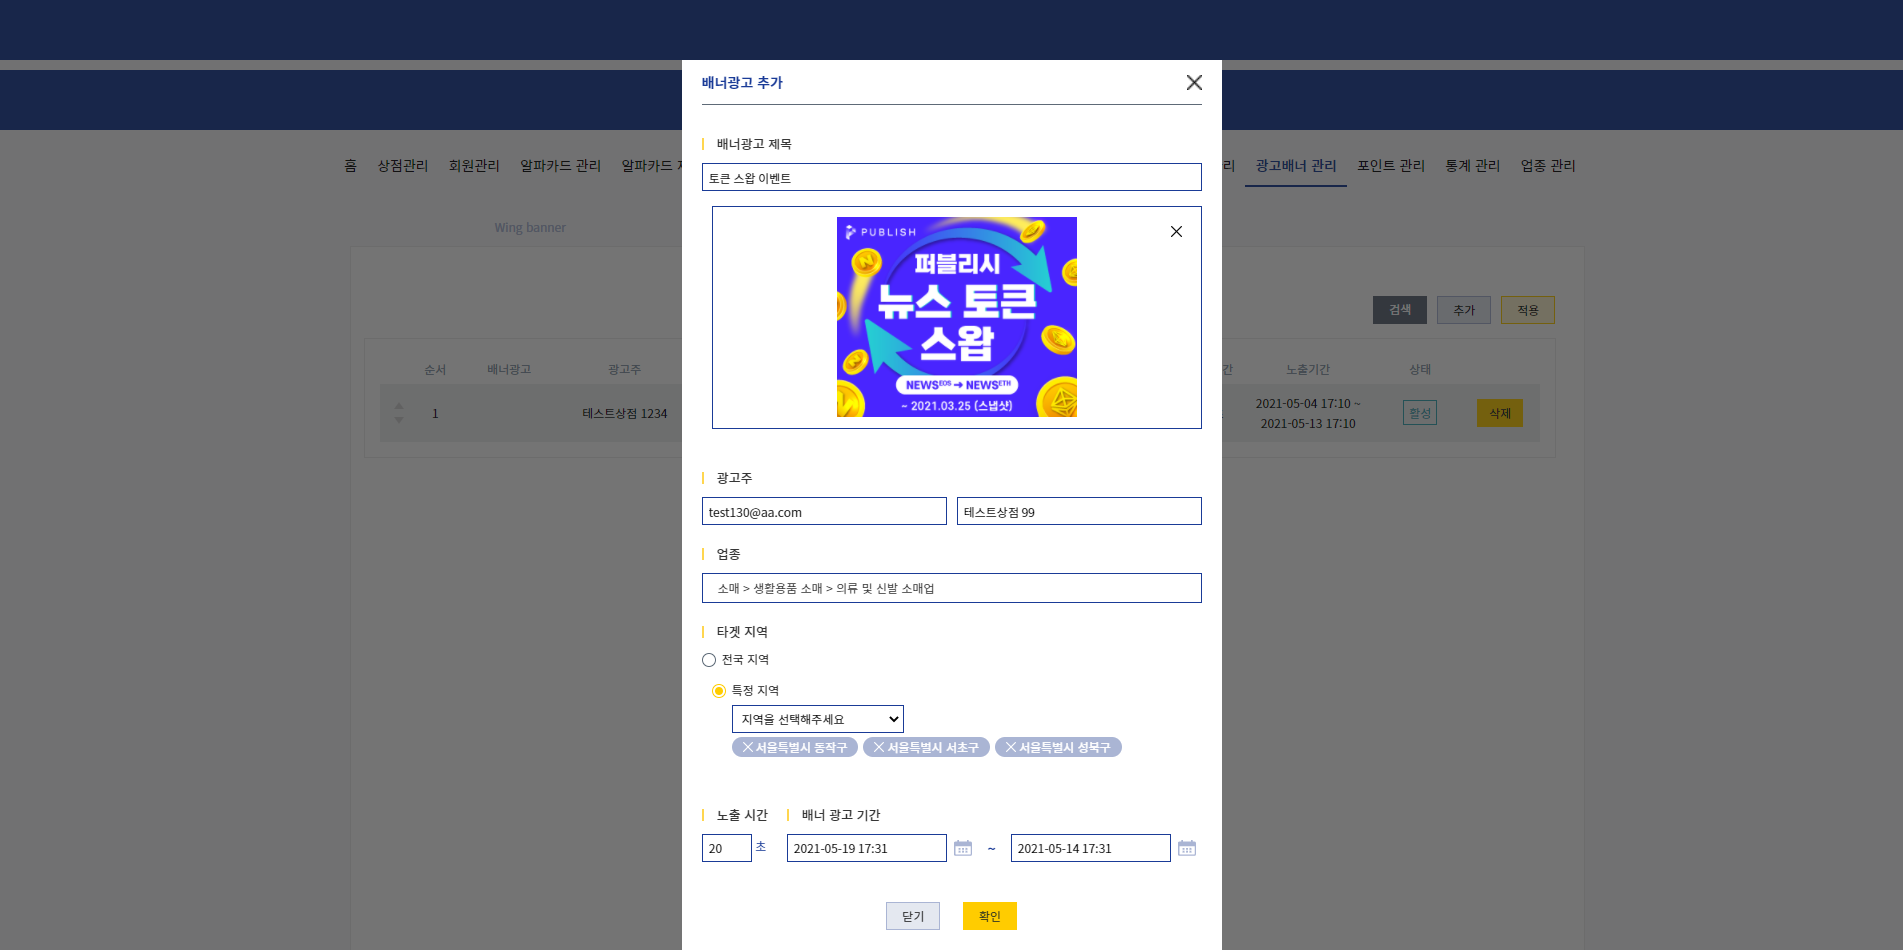 배너광고 추가
홈 상점관리 회원관리 알파카드 관리 알파카드
리 광고배너 관리 포인트 관리 통계 관리 업종 관리
Wing banner
검색 추가 적용
순서 배너광고 광고주
간 노출기간 상태
1 테스트상점 1234
2021-05-04 17:10 ~
2021-05-13 17:10
활성 삭제
배너광고 제목
토큰 스왑 이벤트
PUBLISH
퍼블리시
뉴스 토큰
스왑
NEWSEOS → NEWSETH
~ 2021.03.25 (스냅샷)
광고주
test130@aa.com 테스트상점 99
업종
소매 > 생활용품 소매 > 의류 및 신발 소매업
타겟 지역
전국 지역
특정 지역
지역을 선택해주세요
서울특별시 동작구 서울특별시 서초구 서울특별시 성북구
노출 시간 배너 광고 기간
20 초 2021-05-19 17:31 ~ 2021-05-14 17:31
닫기 확인